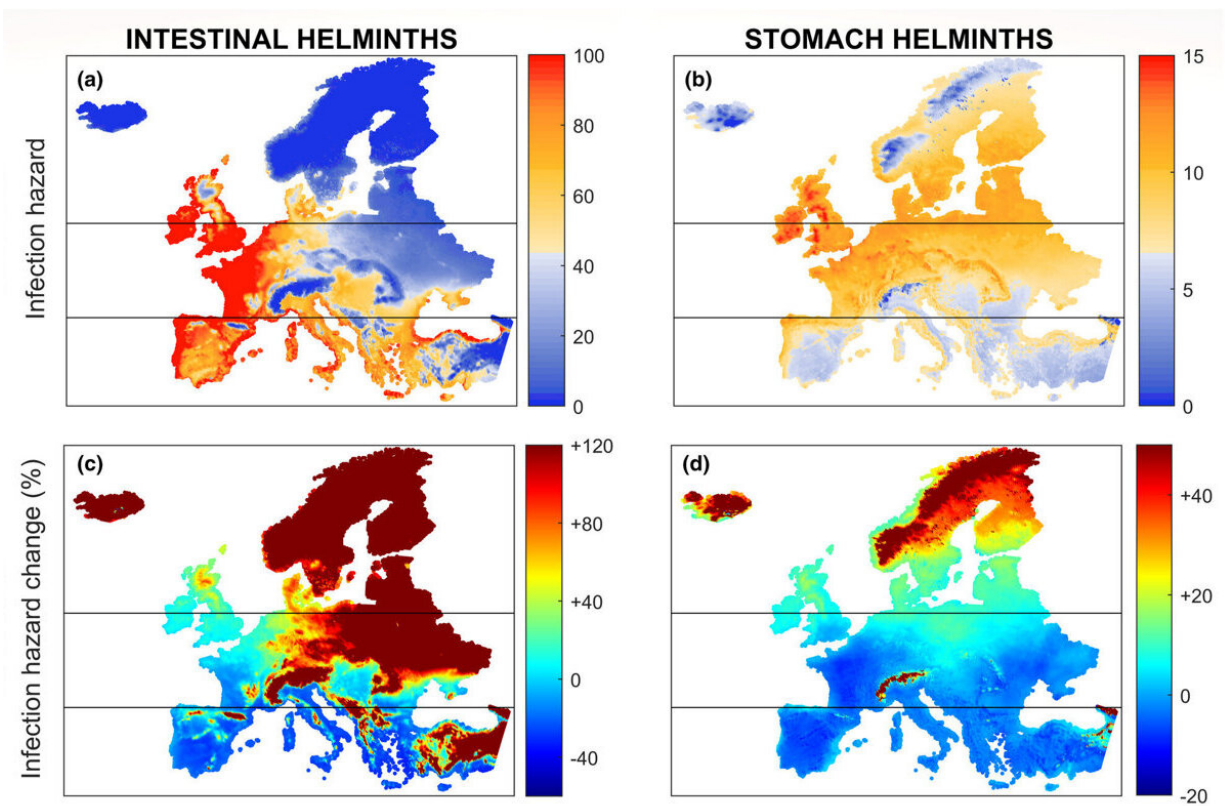 INTESTINAL HELMINTHS
STOMACH HELMINTHS
Infection hazard
(a)
100
80
60
40
20
0
(b)
15
10
5
0
Infection hazard change (%)
(c)
+120
+80
+40
0
-40
(d)
+40
+20
0
-20